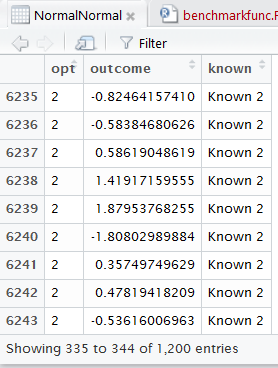 NormalNormal × benchmarkfunc.R
Filter
opt outcome known
6235 2 -0.82464157410 Known 2
6236 2 -0.58384680626 Known 2
6237 2 0.58619048619 Known 2
6238 2 1.41917159555 Known 2
6239 2 1.87953768255 Known 2
6240 2 -1.80802989884 Known 2
6241 2 0.35749749629 Known 2
6242 2 0.47819418209 Known 2
6243 2 -0.53616006963 Known 2
Showing 335 to 344 of 1,200 entries